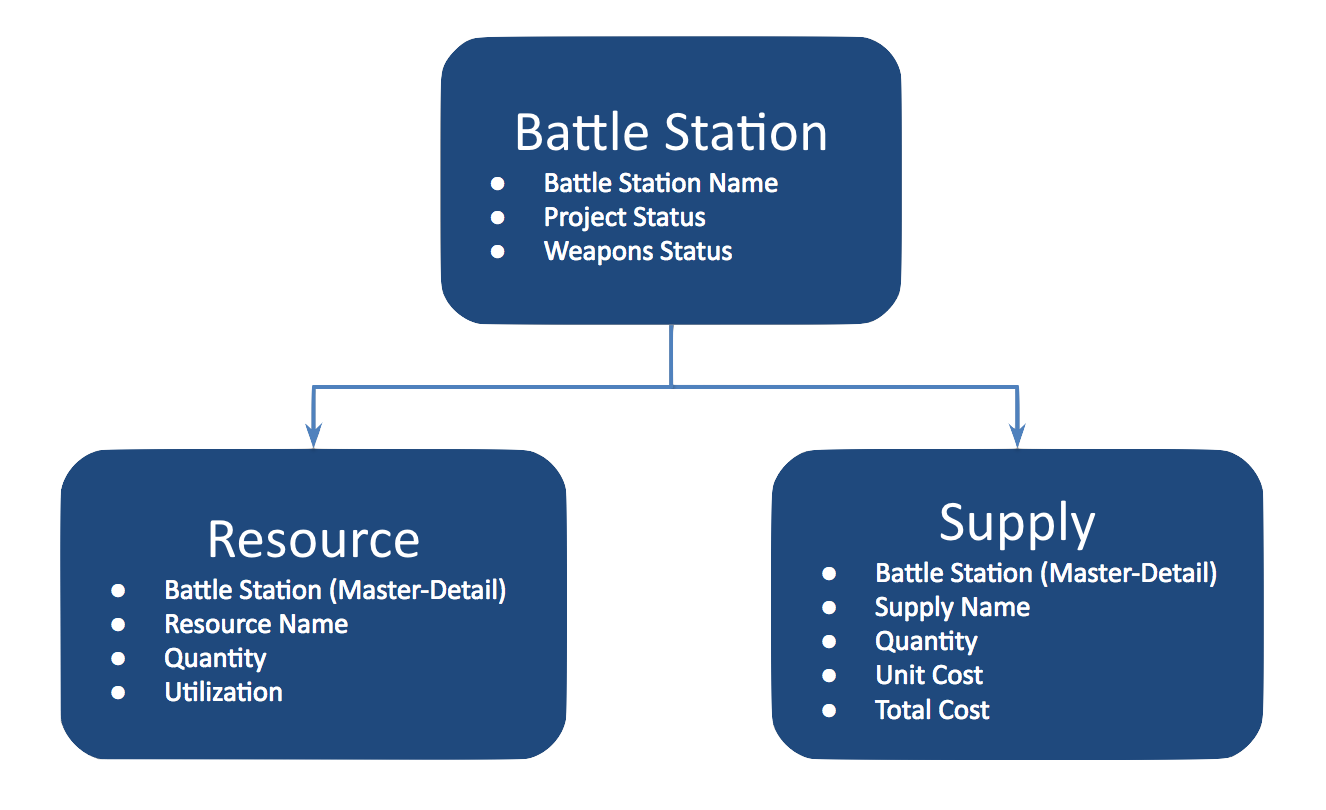 Battle Station
● Battle Station Name
● Project Status
● Weapons Status
Resource
● Battle Station (Master-Detail)
● Resource Name
● Quantity
● Utilization
Supply
● Battle Station (Master-Detail)
● Supply Name
● Quantity
● Unit Cost
● Total Cost